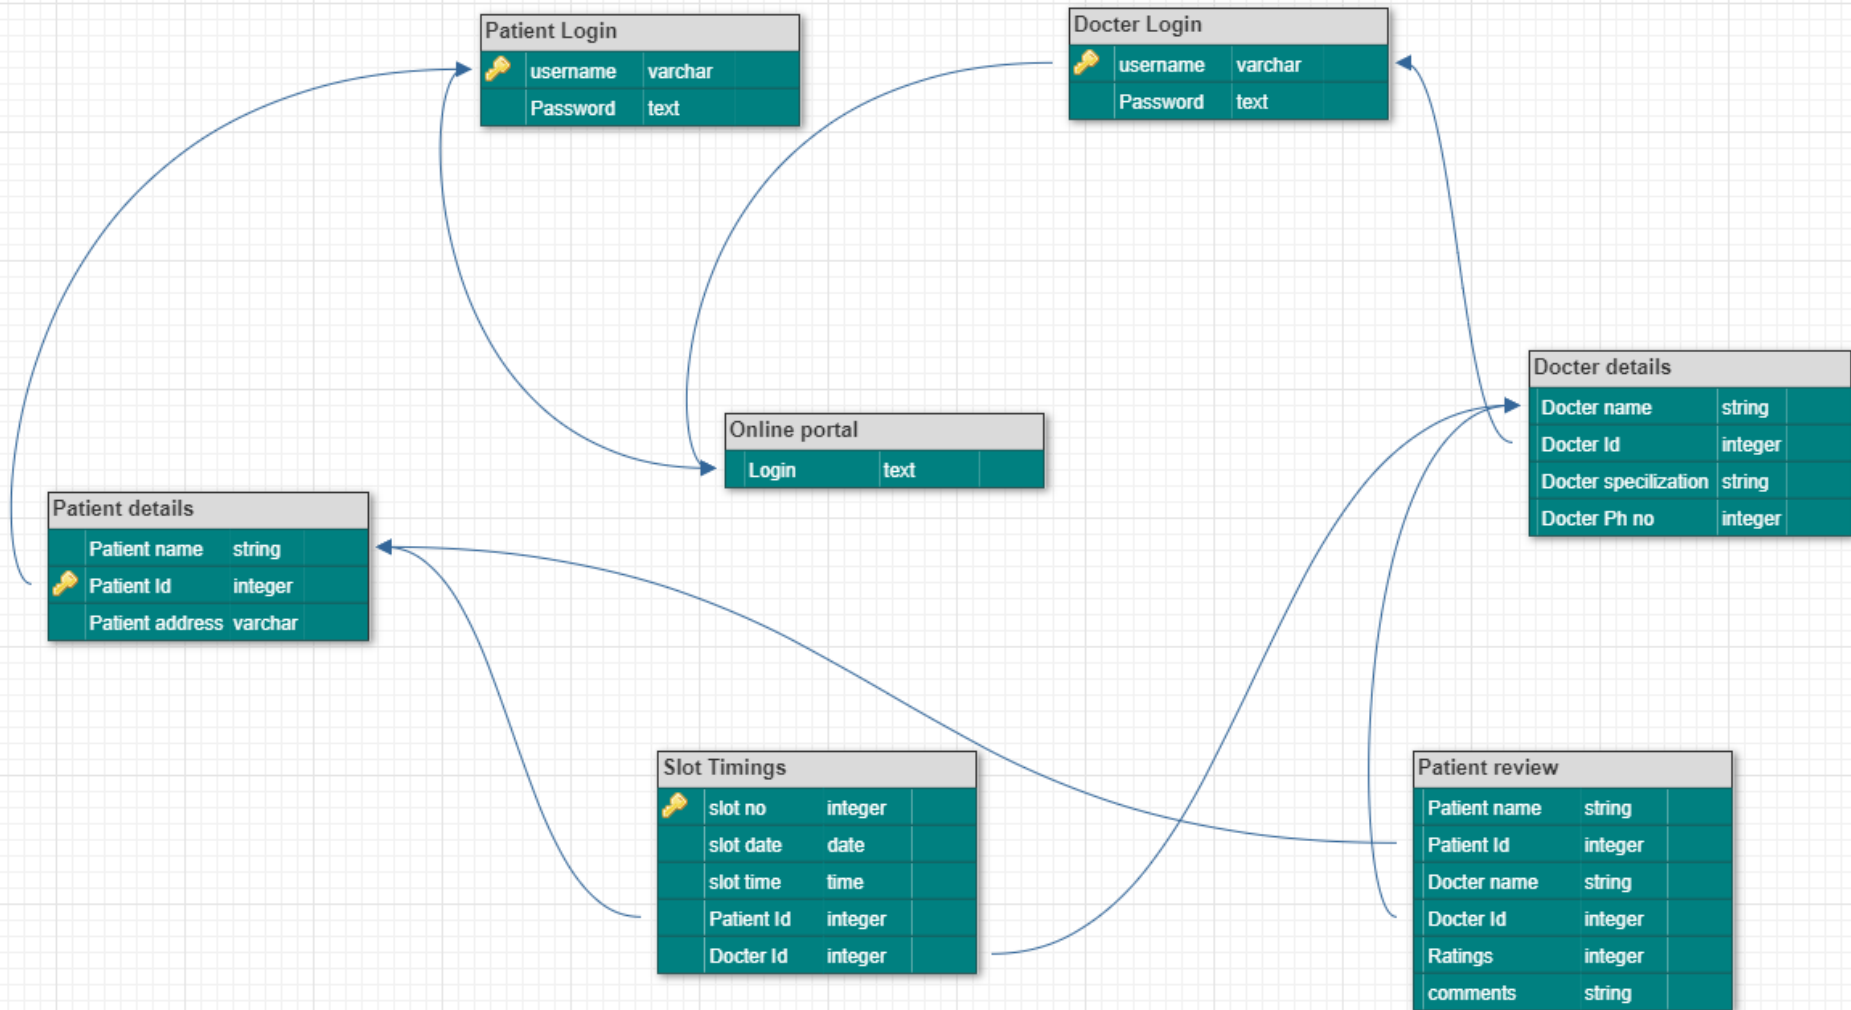 Patient Login
username varchar
Password text
Docter Login
username varchar
Password text
Docter details
Docter name string
Docter Id integer
Docter specilization string
Docter Ph no integer
Online portal
Login text
Patient details
Patient name string
Patient Id integer
Patient address varchar
Slot Timings
slot no integer
slot date date
slot time time
Patient Id integer
Docter Id integer
Patient review
Patient name string
Patient Id integer
Docter name string
Docter Id integer
Ratings integer
comments string